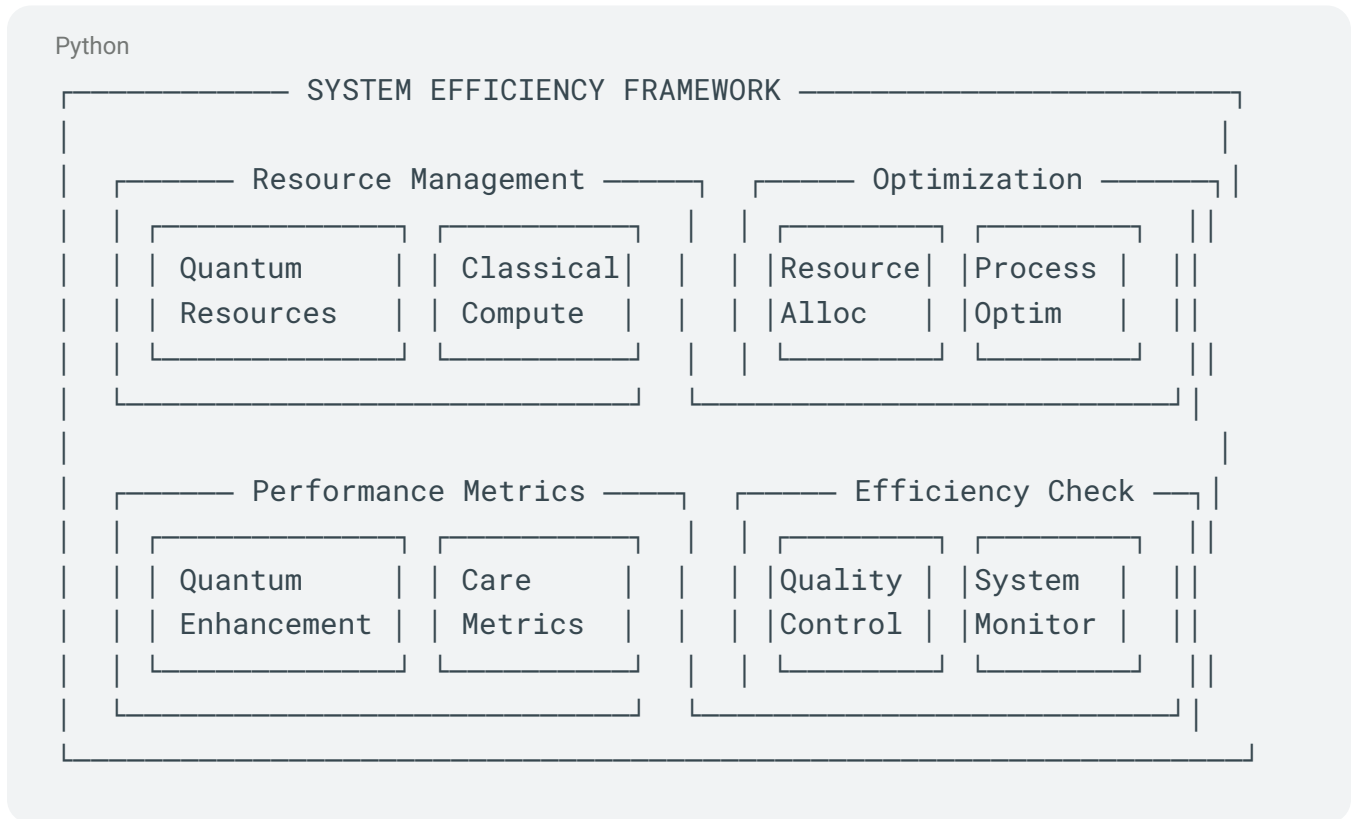 Python
SYSTEM EFFICIENCY FRAMEWORK
Resource Management Optimization
Quantum Classical Resource Process
Resources Compute Alloc Optim
Performance Metrics Efficiency Check
Quantum Care Quality System
Enhancement Metrics Control Monitor